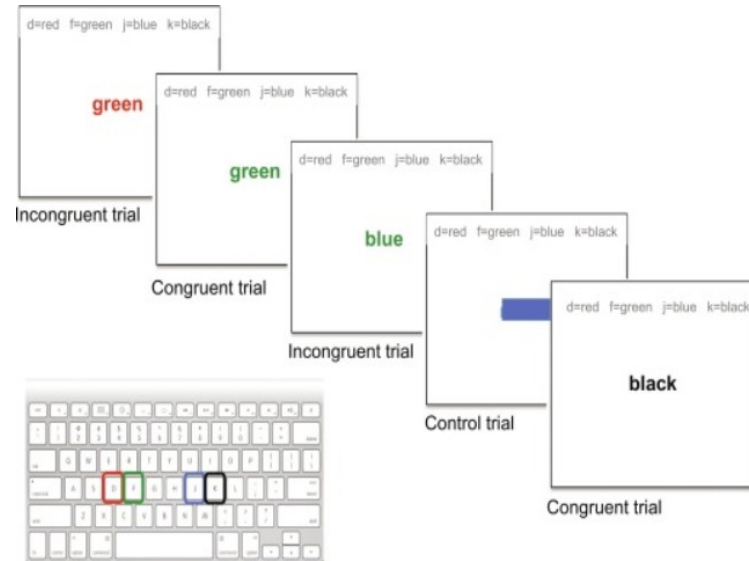 d=red f=green j=blue k=black
green
Incongruent trial
d=red f=green j=blue k=black
green
Congruent trial
d=red f=green j=blue k=black
blue
Incongruent trial
d=red f=green j=blue k=black
Control trial
d=red f=green j=blue k=black
black
Congruent trial
Q W E R T Y U I O P
A S D F G H J K L
Z X C V B N M